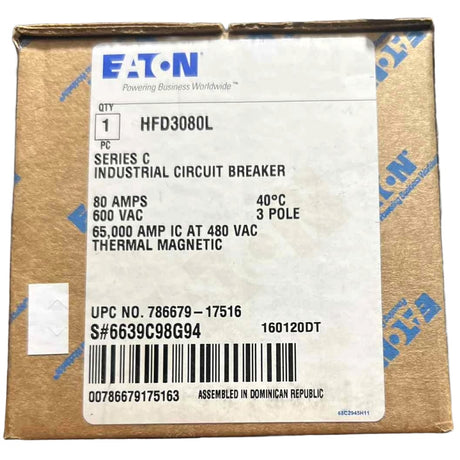 EATON
Powering Business Worldwide™
QTY
1 HFD3080L
PC
SERIES C
INDUSTRIAL CIRCUIT BREAKER
80 AMPS 40°C
600 VAC 3 POLE
65,000 AMP IC AT 480 VAC
THERMAL MAGNETIC
UPC NO. 786679-17516
S#6639C98G94 160120DT
00786679175163 ASSEMBLED IN DOMINICAN REPUBLIC
68C2945H11
EATON
EATON